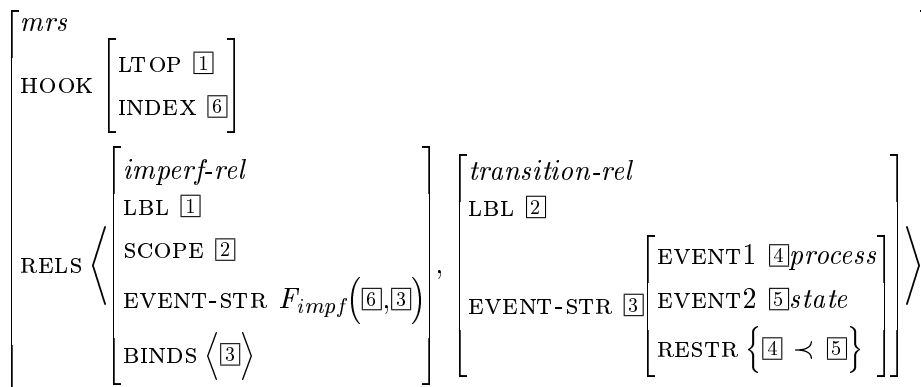 mrs
HOOK [LTOP 1
INDEX 6]
RELS ⟨ [imperf-rel
LBL 1
SCOPE 2
EVENT-STR F_impf(6,3)
BINDS ⟨3⟩],
[transition-rel
LBL 2
EVENT-STR 3 [EVENT1 4 process
EVENT2 5 state
RESTR {4 ≺ 5}]] ⟩